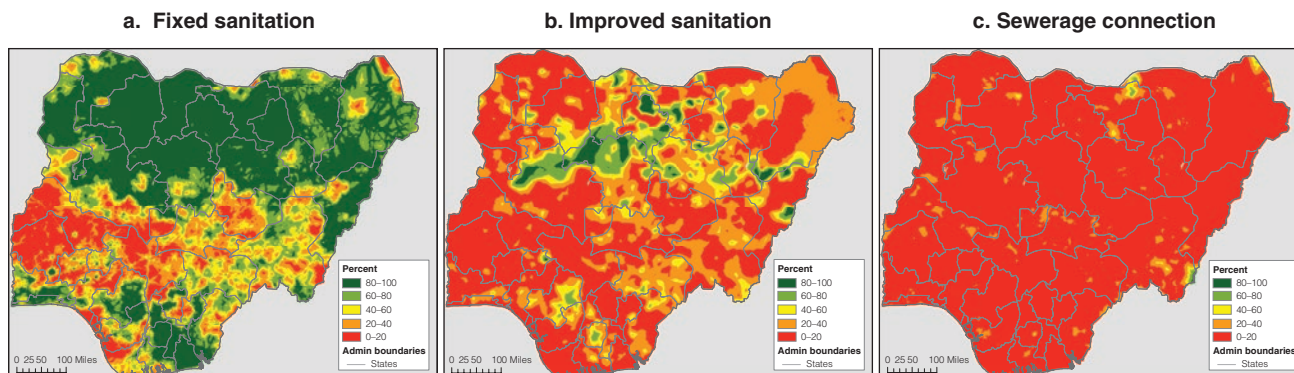 a. Fixed sanitation
b. Improved sanitation
c. Sewerage connection
Percent
80–100
60–80
40–60
20–40
0–20
Admin boundaries
States
0 25 50 100 Miles
Percent
80–100
60–80
40–60
20–40
0–20
Admin boundaries
States
0 25 50 100 Miles
Percent
80–100
60–80
40–60
20–40
0–20
Admin boundaries
States
0 25 50 100 Miles